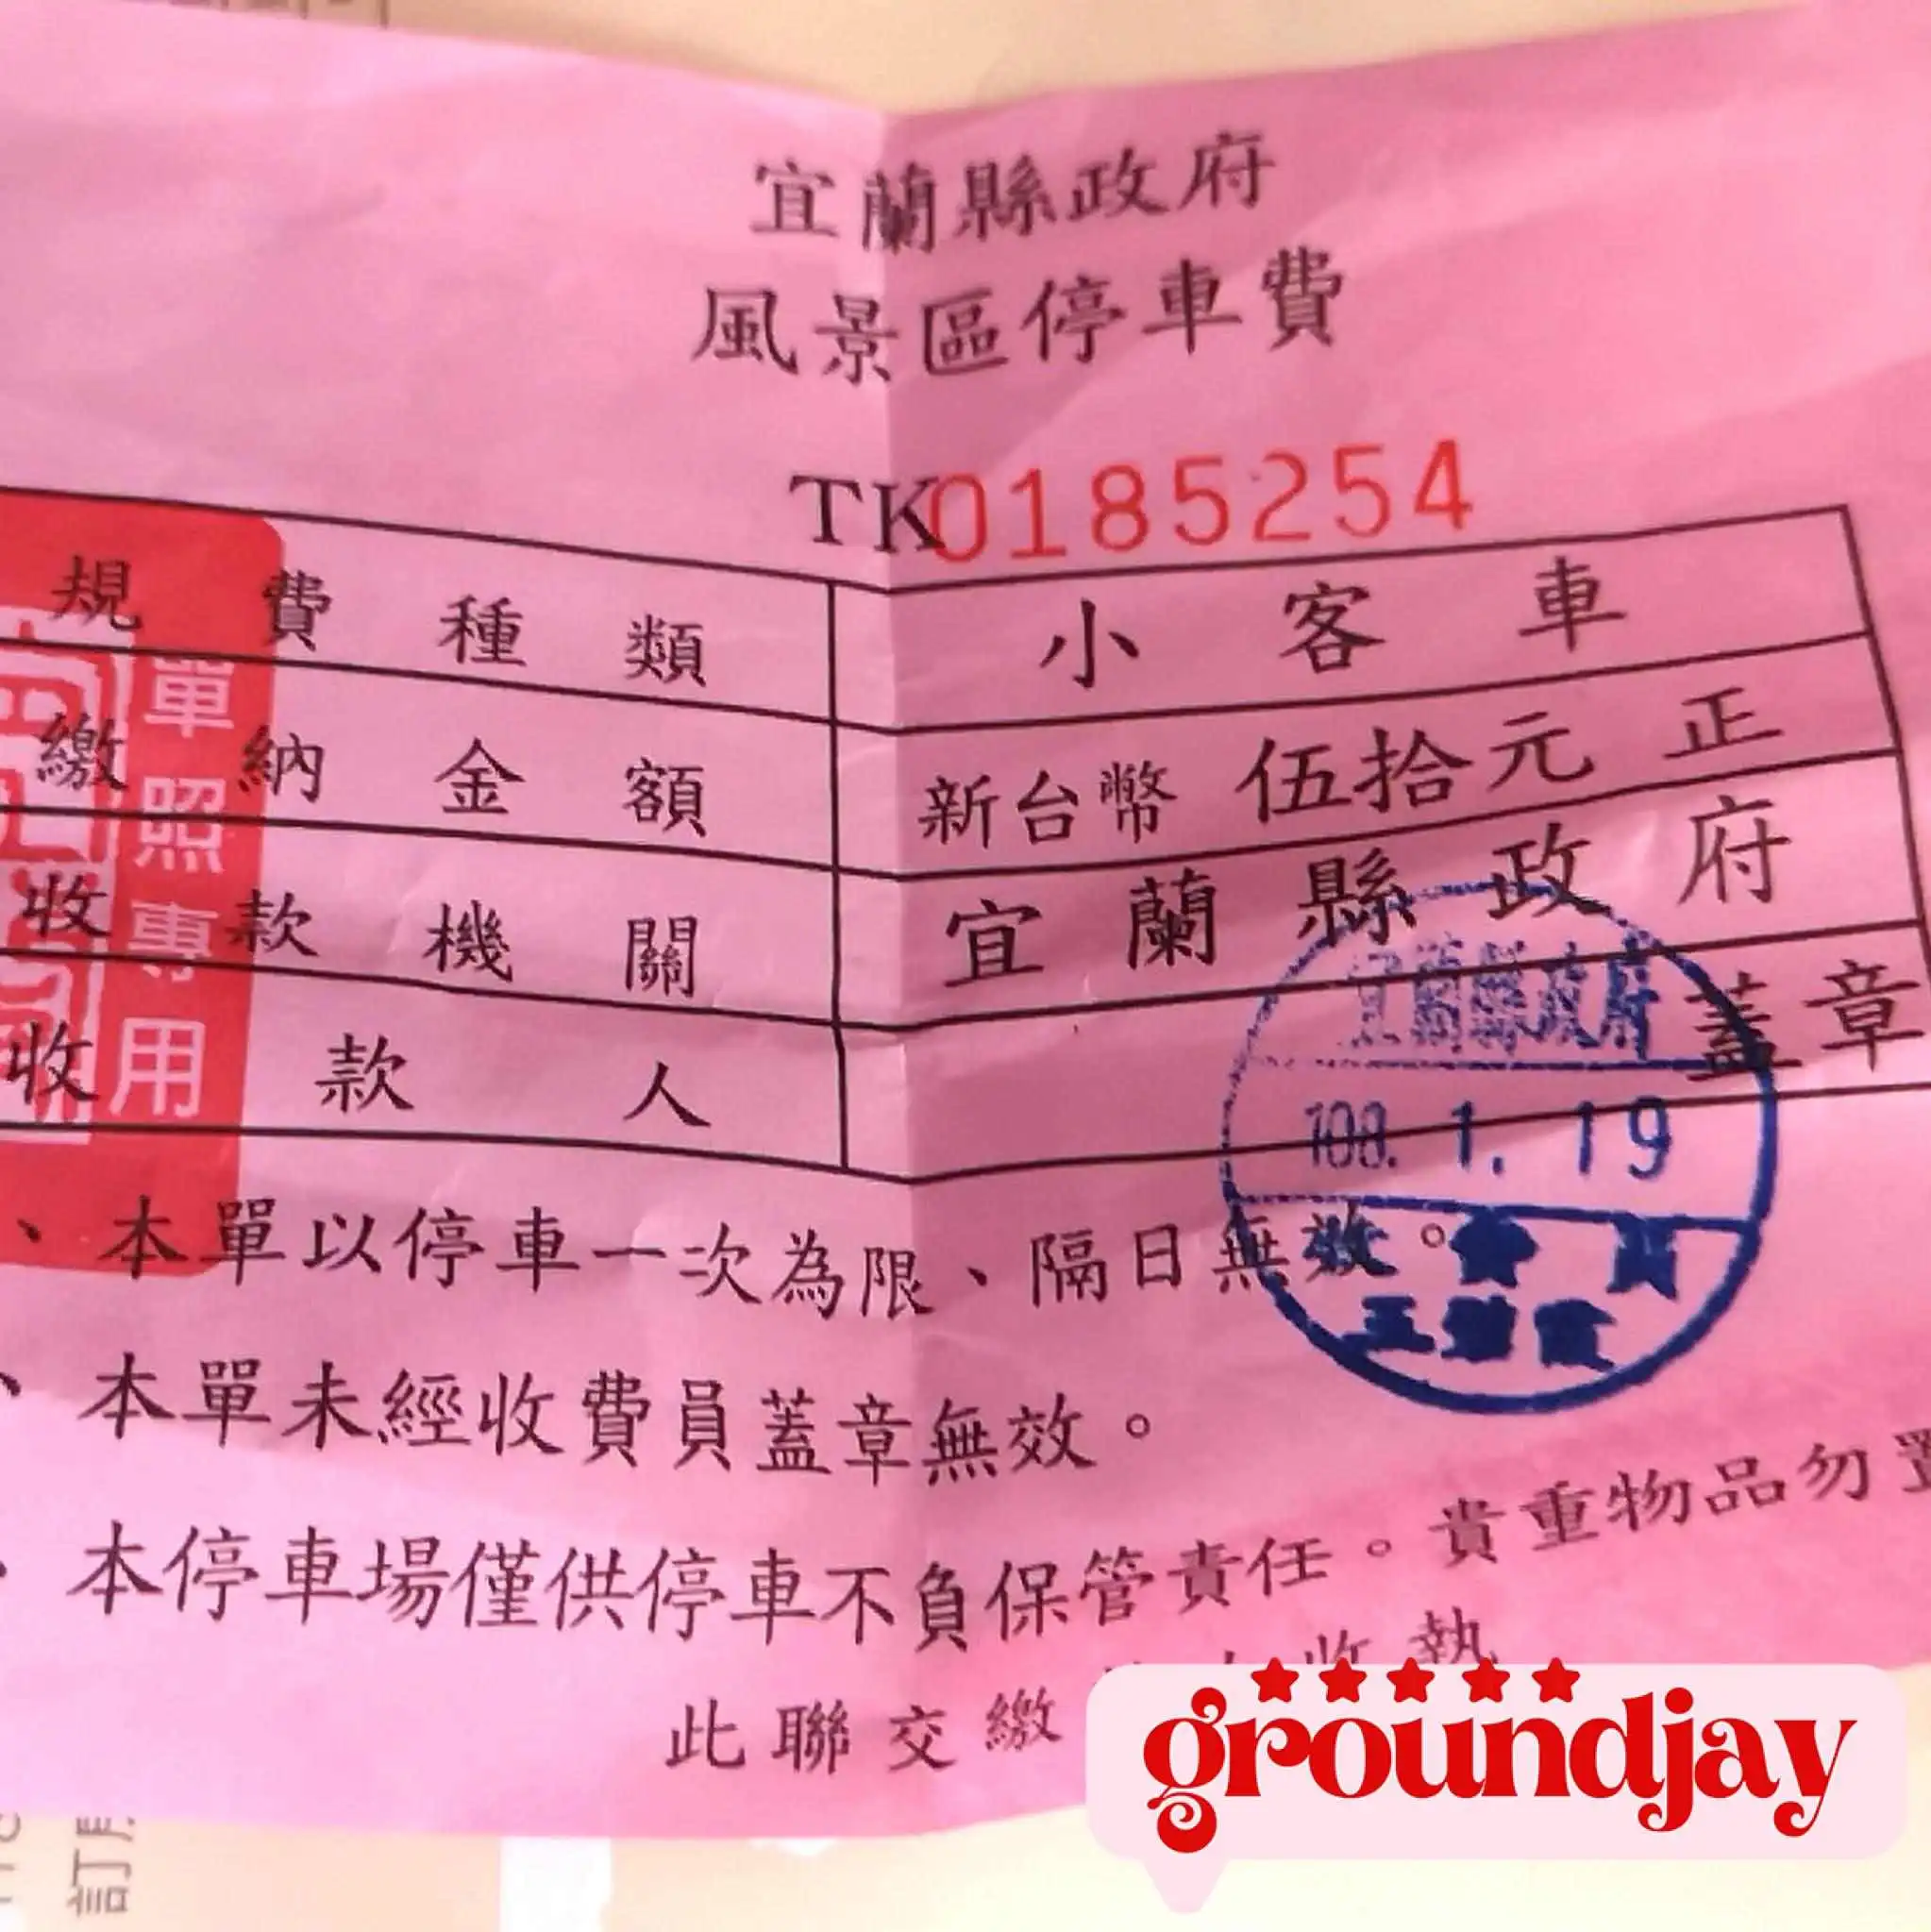 宜蘭縣政府
風景區停車費
TK0185254
規費種類 小客車
繳納金額 新台幣 伍拾元正
收款機關 宜蘭縣政府
收款人 蓋章
單照專用
宜蘭縣政府
108. 1. 19
、本單以停車一次為限、隔日無效。
、本單未經收費員蓋章無效。
、本停車場僅供停車不負保管責任。貴重物品勿置
此聯交繳 收執
groundjay